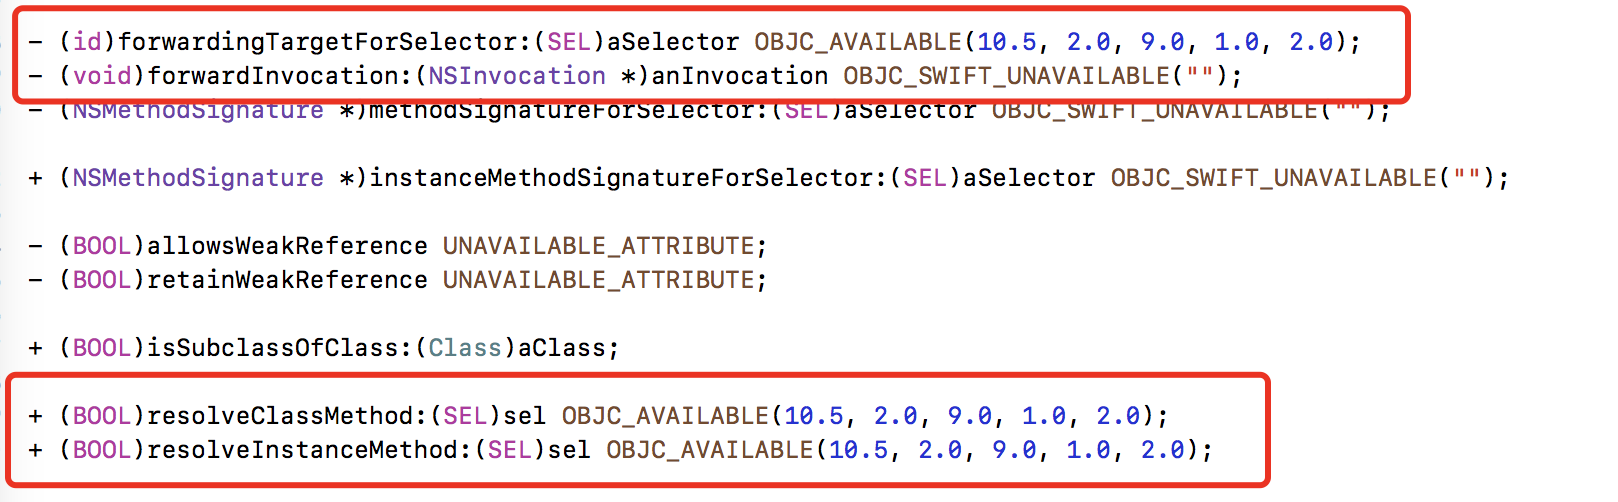 - (id)forwardingTargetForSelector:(SEL)aSelector OBJC_AVAILABLE(10.5, 2.0, 9.0, 1.0, 2.0);
- (void)forwardInvocation:(NSInvocation *)anInvocation OBJC_SWIFT_UNAVAILABLE("");
- (NSMethodSignature *)methodSignatureForSelector:(SEL)aSelector OBJC_SWIFT_UNAVAILABLE("");
+ (NSMethodSignature *)instanceMethodSignatureForSelector:(SEL)aSelector OBJC_SWIFT_UNAVAILABLE("");
- (BOOL)allowsWeakReference UNAVAILABLE_ATTRIBUTE;
- (BOOL)retainWeakReference UNAVAILABLE_ATTRIBUTE;
+ (BOOL)isSubclassOfClass:(Class)aClass;
+ (BOOL)resolveClassMethod:(SEL)sel OBJC_AVAILABLE(10.5, 2.0, 9.0, 1.0, 2.0);
+ (BOOL)resolveInstanceMethod:(SEL)sel OBJC_AVAILABLE(10.5, 2.0, 9.0, 1.0, 2.0);